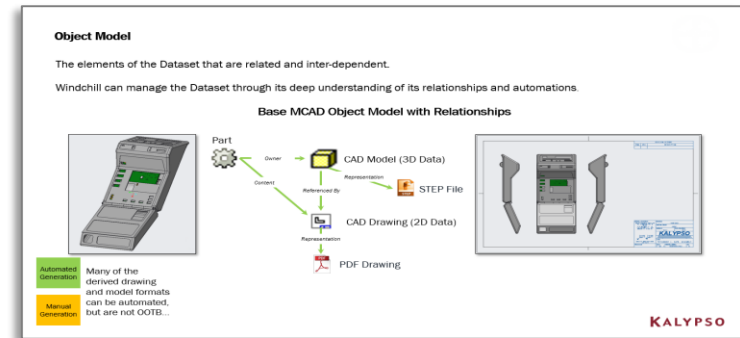 Object Model
The elements of the Dataset that are related and inter-dependent.
Windchill can manage the Dataset through its deep understanding of its relationships and automations.
Base MCAD Object Model with Relationships
Part
Owner
CAD Model (3D Data)
Representation
Content
Referenced By
STEP File
CAD Drawing (2D Data)
Representation
PDF Drawing
KALYPSO
Automated
Generation
Manual
Generation
Many of the
derived drawing
and model formats
can be automated,
but are not OOTB...
KALYPSO